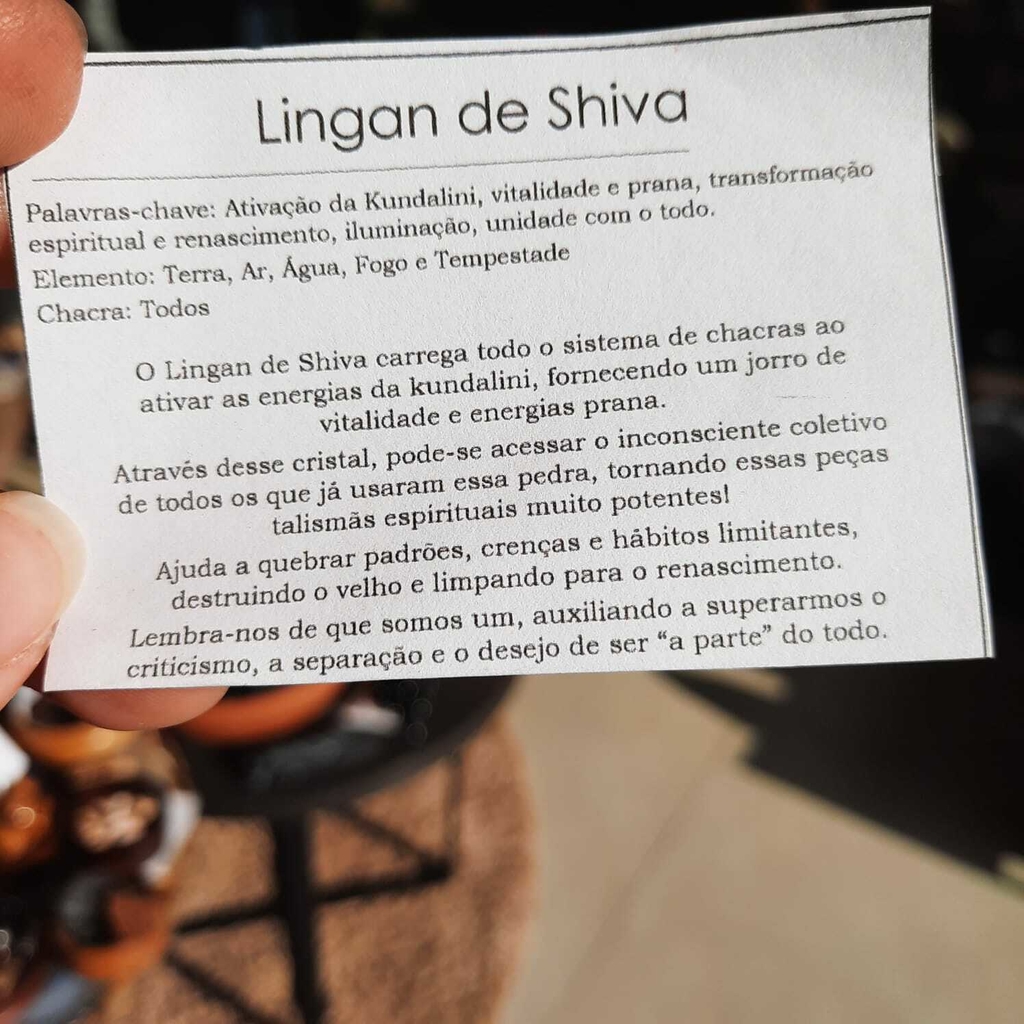 Lingan de Shiva
Palavras-chave: Ativação da Kundalini, vitalidade e prana, transformação
espiritual e renascimento, iluminação, unidade com o todo.
Elemento: Terra, Ar, Água, Fogo e Tempestade
Chacra: Todos
O Lingan de Shiva carrega todo o sistema de chacras ao
ativar as energias da kundalini, fornecendo um jorro de
vitalidade e energias prana.
Através desse cristal, pode-se acessar o inconsciente coletivo
de todos os que já usaram essa pedra, tornando essas peças
talismãs espirituais muito potentes!
Ajuda a quebrar padrões, crenças e hábitos limitantes,
destruindo o velho e limpando para o renascimento.
Lembra-nos de que somos um, auxiliando a superarmos o
criticismo, a separação e o desejo de ser “a parte” do todo.